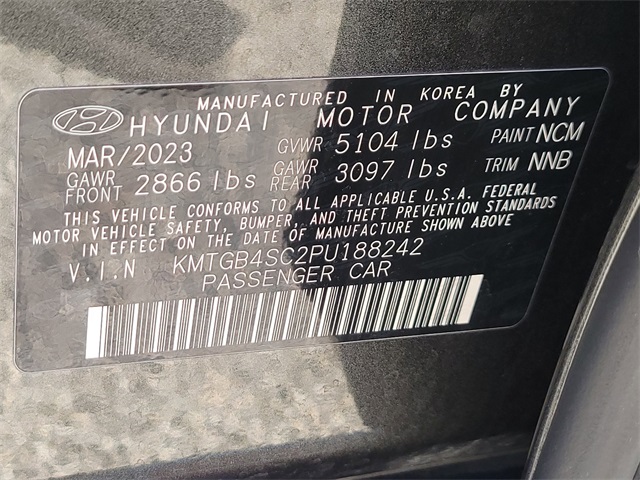 MANUFACTURED IN KOREA BY
HYUNDAI MOTOR COMPANY
MAR/2023 GVWR 5104 lbs PAINT NCM
GAWR FRONT 2866 lbs GAWR REAR 3097 lbs TRIM NNB
THIS VEHICLE CONFORMS TO ALL APPLICABLE U.S.A. FEDERAL
MOTOR VEHICLE SAFETY, BUMPER, AND THEFT PREVENTION STANDARDS
IN EFFECT ON THE DATE OF MANUFACTURE SHOWN ABOVE
V.I.N KMTGB4SC2PU188242
PASSENGER CAR